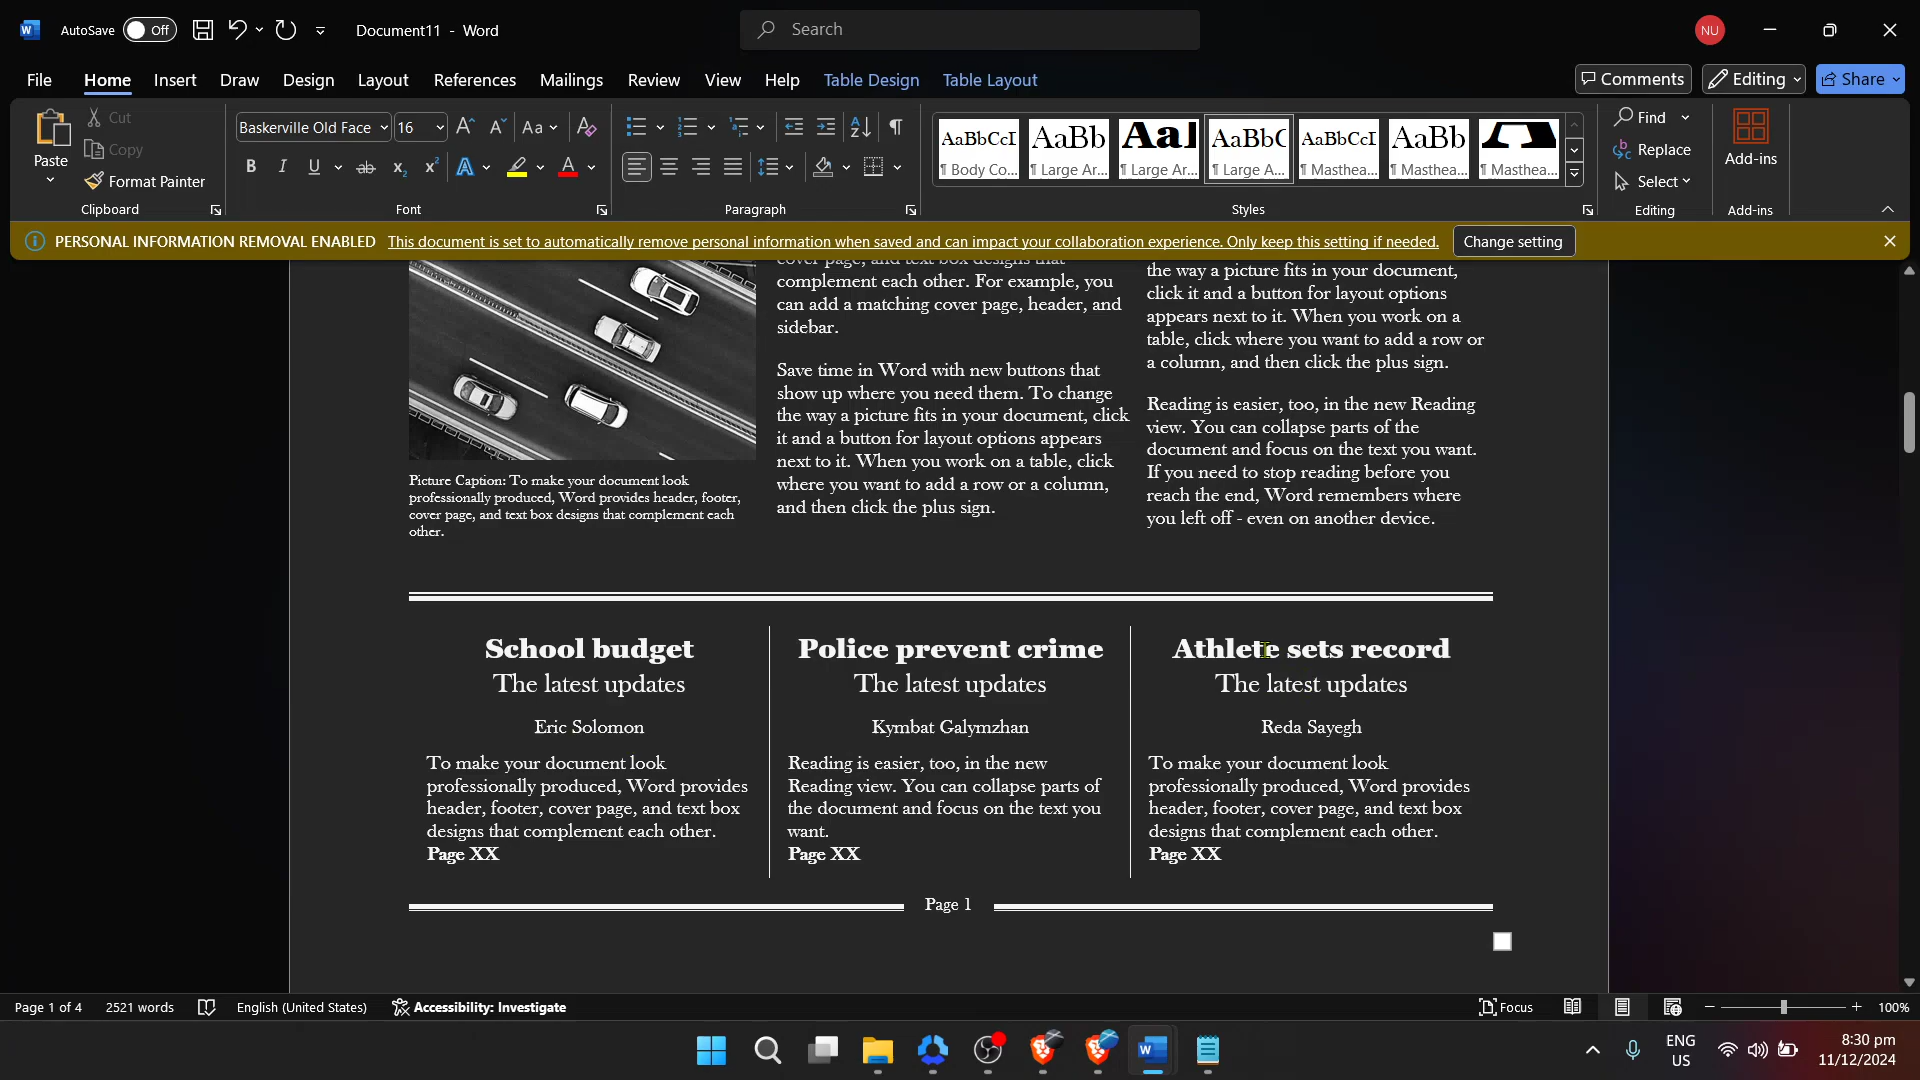 AutoSave Off Document11 - Word Search NU
File Home Insert Draw Design Layout References Mailings Review View Help Table Design Table Layout Comments Editing Share
Paste Cut Copy Format Painter Clipboard
Baskerville Old Face 16 Font
Paragraph
AaBbCcI AaBb Aal AaBbC AaBbCcI AaBb
¶ Body Co... ¶ Large Ar... ¶ Large Ar... ¶ Large A... ¶ Masthea... ¶ Masthea... ¶ Masthea...
Styles
Find Replace Select Editing
Add-ins Add-ins
PERSONAL INFORMATION REMOVAL ENABLED This document is set to automatically remove personal information when saved and can impact your collaboration experience. Only keep this setting if needed. Change setting
Picture Caption: To make your document look
professionally produced, Word provides header, footer,
cover page, and text box designs that complement each
other.
cover page, and text box designs that
complement each other. For example, you
can add a matching cover page, header, and
sidebar.
Save time in Word with new buttons that
show up where you need them. To change
the way a picture fits in your document, click
it and a button for layout options appears
next to it. When you work on a table, click
where you want to add a row or a column,
and then click the plus sign.
the way a picture fits in your document,
click it and a button for layout options
appears next to it. When you work on a
table, click where you want to add a row or
a column, and then click the plus sign.
Reading is easier, too, in the new Reading
view. You can collapse parts of the
document and focus on the text you want.
If you need to stop reading before you
reach the end, Word remembers where
you left off - even on another device.
School budget
The latest updates
Eric Solomon
To make your document look
professionally produced, Word provides
header, footer, cover page, and text box
designs that complement each other.
Page XX
Police prevent crime
The latest updates
Kymbat Galymzhan
Reading is easier, too, in the new
Reading view. You can collapse parts of
the document and focus on the text you
want.
Page XX
Athlete sets record
The latest updates
Reda Sayegh
To make your document look
professionally produced, Word provides
header, footer, cover page, and text box
designs that complement each other.
Page XX
Page 1
Page 1 of 4 2521 words English (United States) Accessibility: Investigate Focus 100%
ENG
US
8:30 pm
11/12/2024